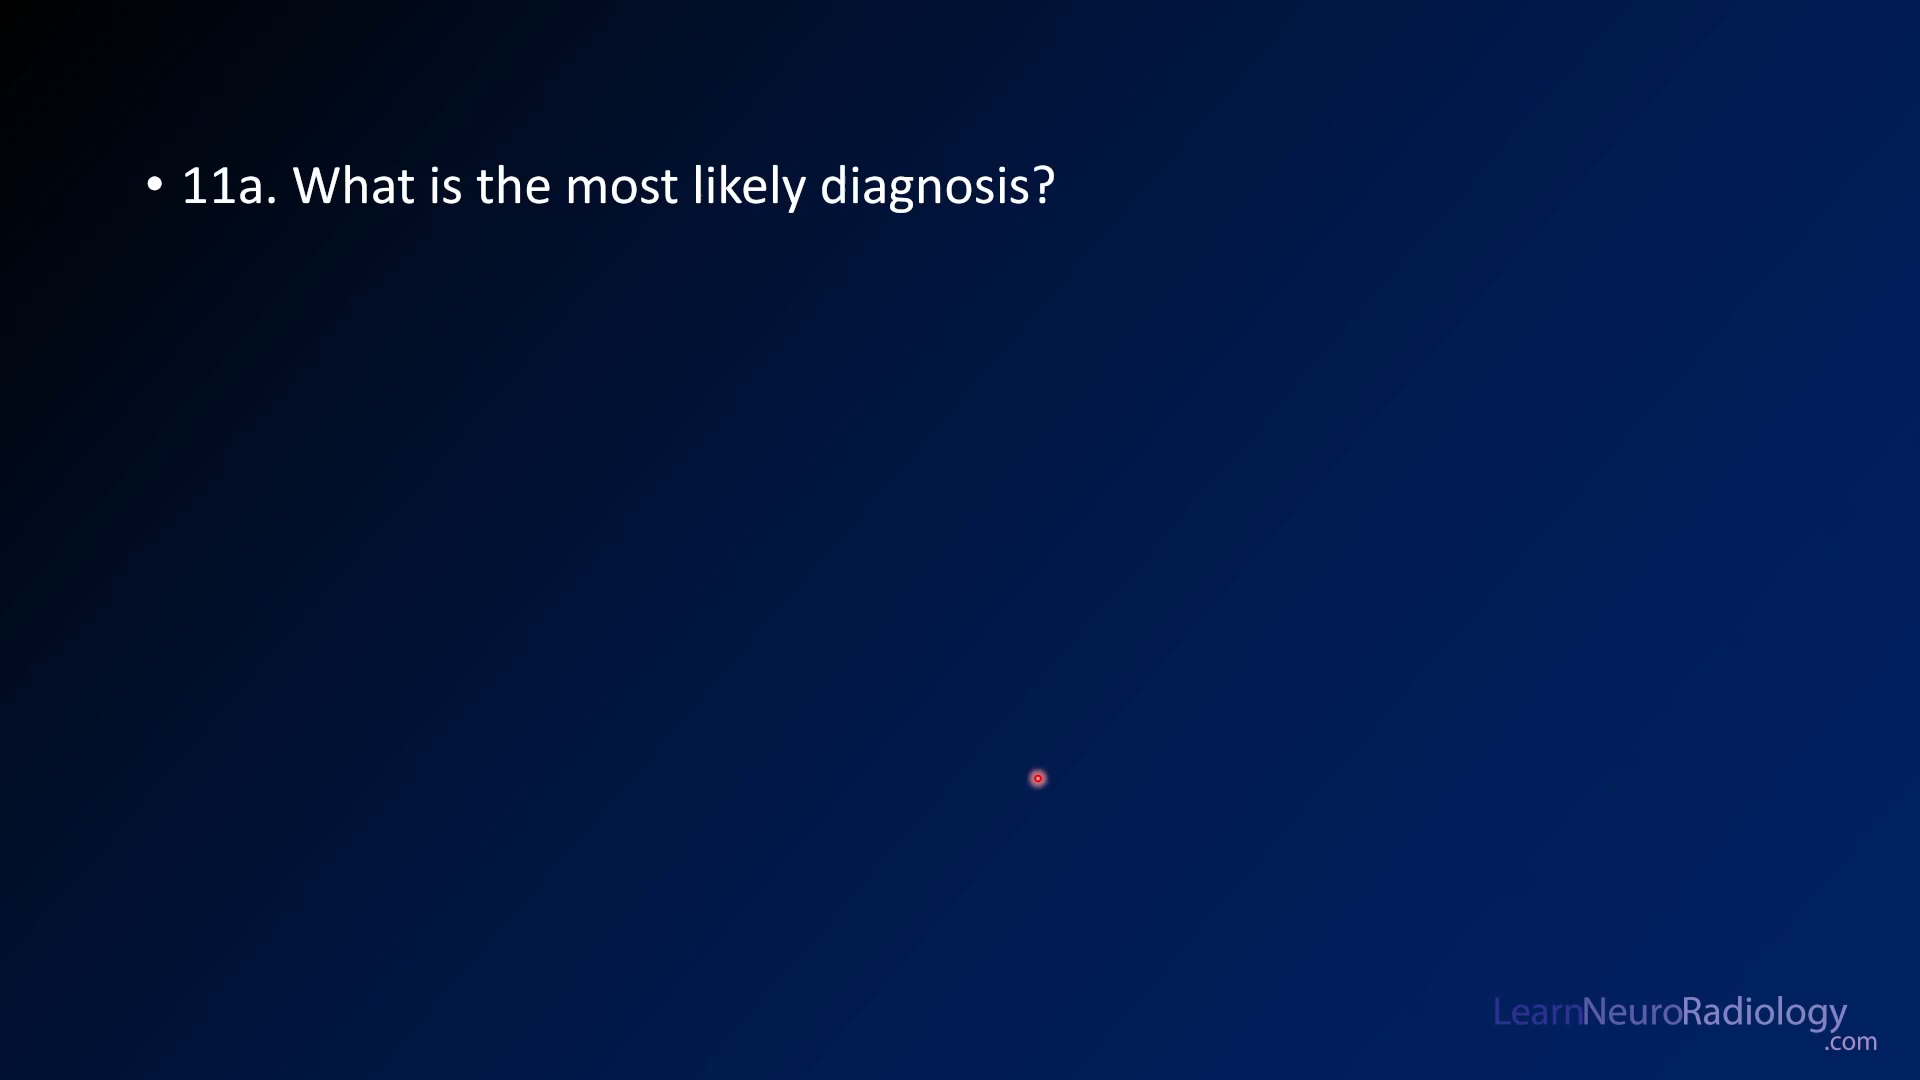 • 11a. What is the most likely diagnosis?
LearnNeuroRadiology
.com